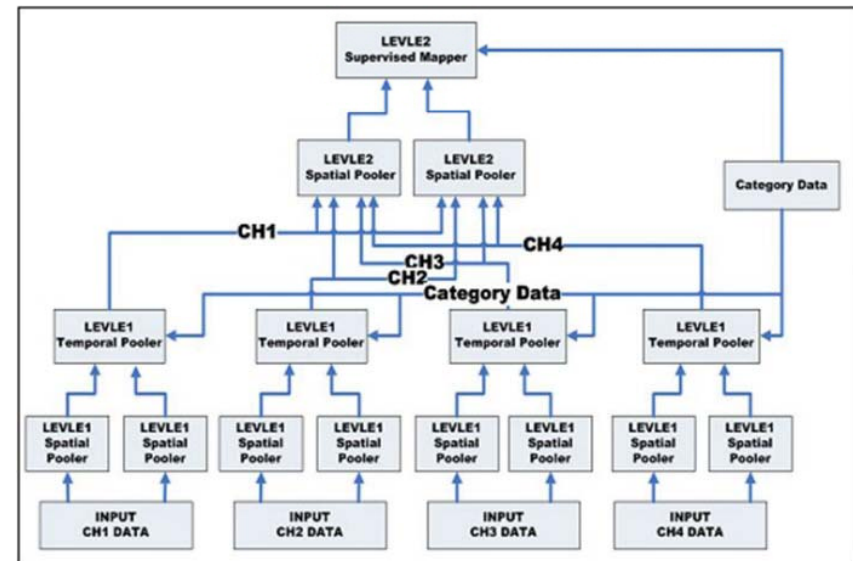 LEVLE2
Supervised Mapper
LEVLE2
Spatial Pooler
LEVLE2
Spatial Pooler
Category Data
CH1
CH4
CH3
CH2
Category Data
LEVLE1
Temporal Pooler
LEVLE1
Temporal Pooler
LEVLE1
Temporal Pooler
LEVLE1
Temporal Pooler
LEVLE1
Spatial
Pooler
LEVLE1
Spatial
Pooler
LEVLE1
Spatial
Pooler
LEVLE1
Spatial
Pooler
LEVLE1
Spatial
Pooler
LEVLE1
Spatial
Pooler
LEVLE1
Spatial
Pooler
LEVLE1
Spatial
Pooler
INPUT
CH1 DATA
INPUT
CH2 DATA
INPUT
CH3 DATA
INPUT
CH4 DATA